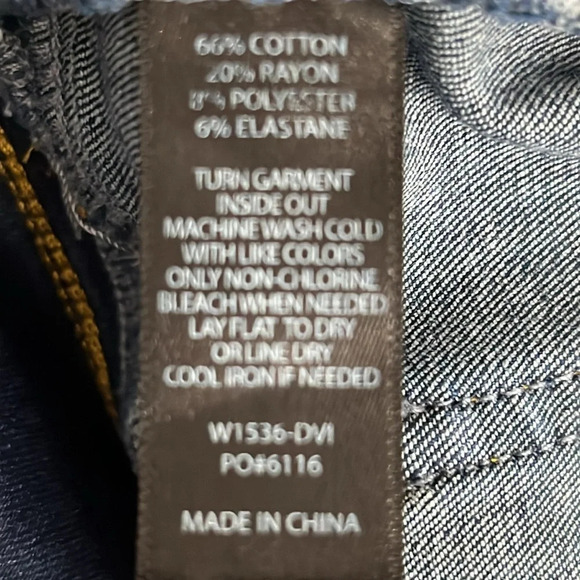 66% COTTON
20% RAYON
8% POLYESTER
6% ELASTANE
TURN GARMENT
INSIDE OUT
MACHINE WASH COLD
WITH LIKE COLORS
ONLY NON-CHLORINE
BLEACH WHEN NEEDED
LAY FLAT TO DRY
OR LINE DRY
COOL IRON IF NEEDED
W1536-DVI
PO#6116
MADE IN CHINA